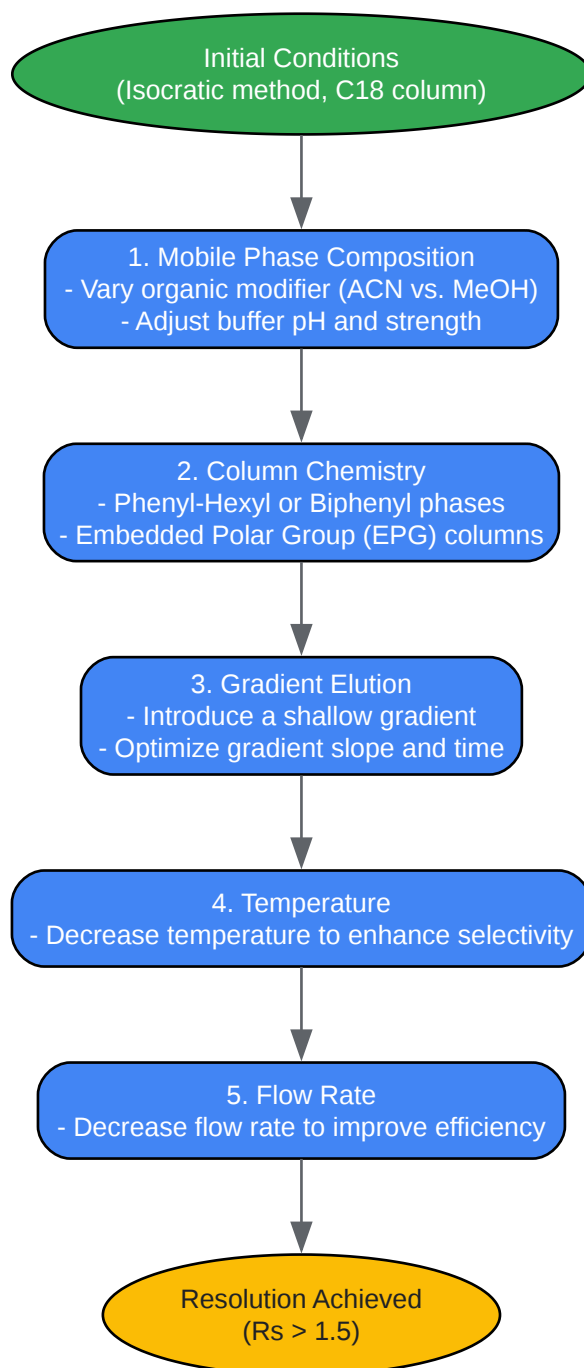 Initial Conditions
(Isocratic method, C18 column)
1. Mobile Phase Composition
- Vary organic modifier (ACN vs. MeOH)
- Adjust buffer pH and strength
2. Column Chemistry
- Phenyl-Hexyl or Biphenyl phases
- Embedded Polar Group (EPG) columns
3. Gradient Elution
- Introduce a shallow gradient
- Optimize gradient slope and time
4. Temperature
- Decrease temperature to enhance selectivity
5. Flow Rate
- Decrease flow rate to improve efficiency
Resolution Achieved
(Rs > 1.5)